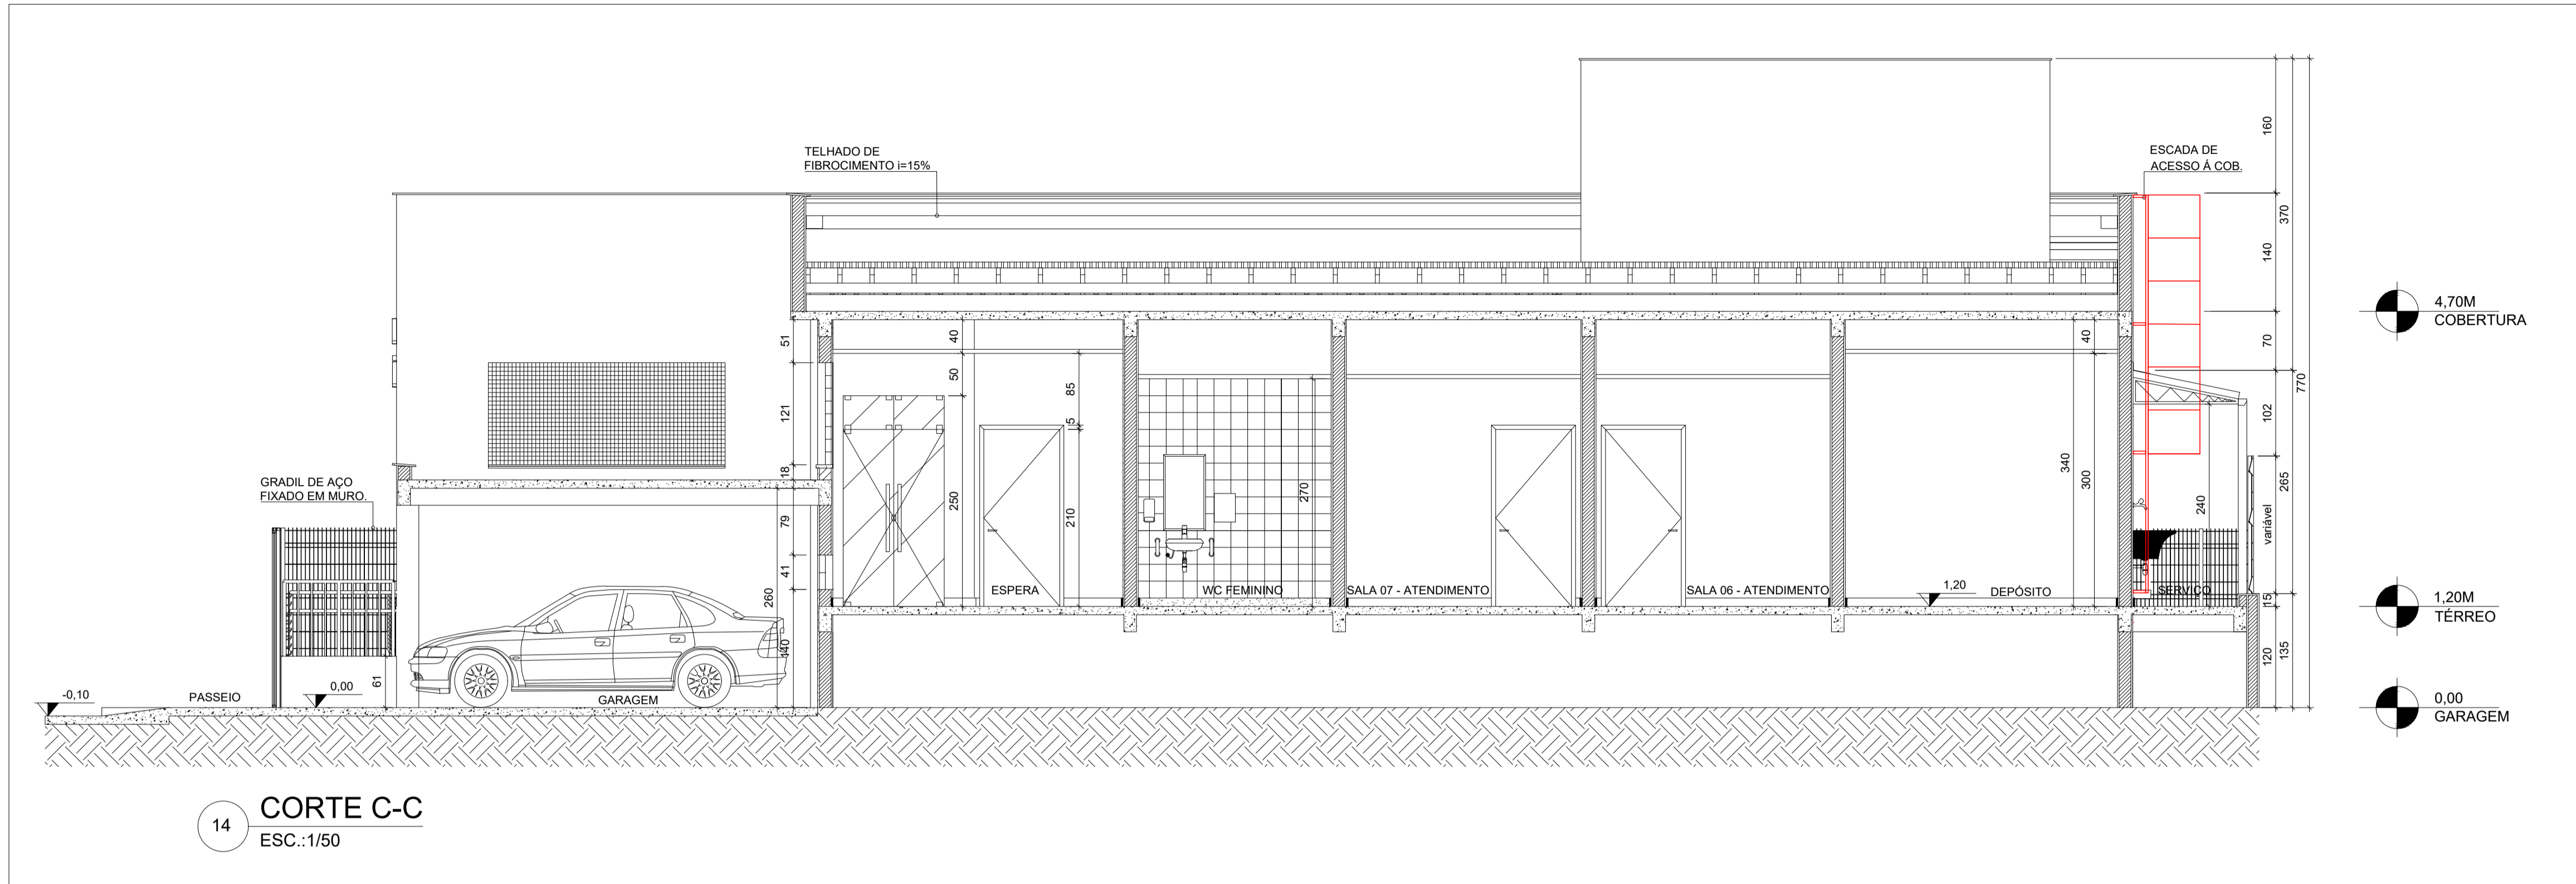 TELHADO DE
FIBROCIMENTO i=15%
ESCADA DE
ACESSO Á COB.
160
370
140
770
70
102
265
variável
15
135
120
4,70M
COBERTURA
1,20M
TÉRREO
0,00
GARAGEM
GRADIL DE AÇO
FIXADO EM MURO.
51
121
18
79
41
260
140
40
50
250
85
5
210
270
340
40
300
240
ESPERA
WC FEMININO
SALA 07 - ATENDIMENTO
SALA 06 - ATENDIMENTO
1,20
DEPÓSITO
SERVIÇO
-0,10
PASSEIO
0,00
61
GARAGEM
14
CORTE C-C
ESC.:1/50